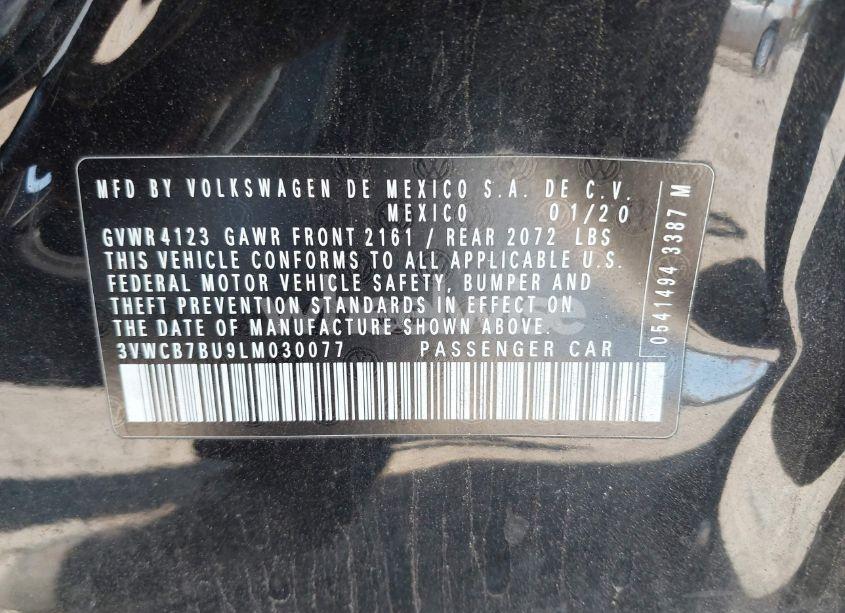 MFD BY VOLKSWAGEN DE MEXICO S.A. DE C.V.
MEXICO 01/20
GVWR 4123 GAWR FRONT 2161 / REAR 2072 LBS
THIS VEHICLE CONFORMS TO ALL APPLICABLE U.S.
FEDERAL MOTOR VEHICLE SAFETY, BUMPER AND
THEFT PREVENTION STANDARDS IN EFFECT ON
THE DATE OF MANUFACTURE SHOWN ABOVE.
3VWCB7BU9LM030077 PASSENGER CAR
0541494 3387 M